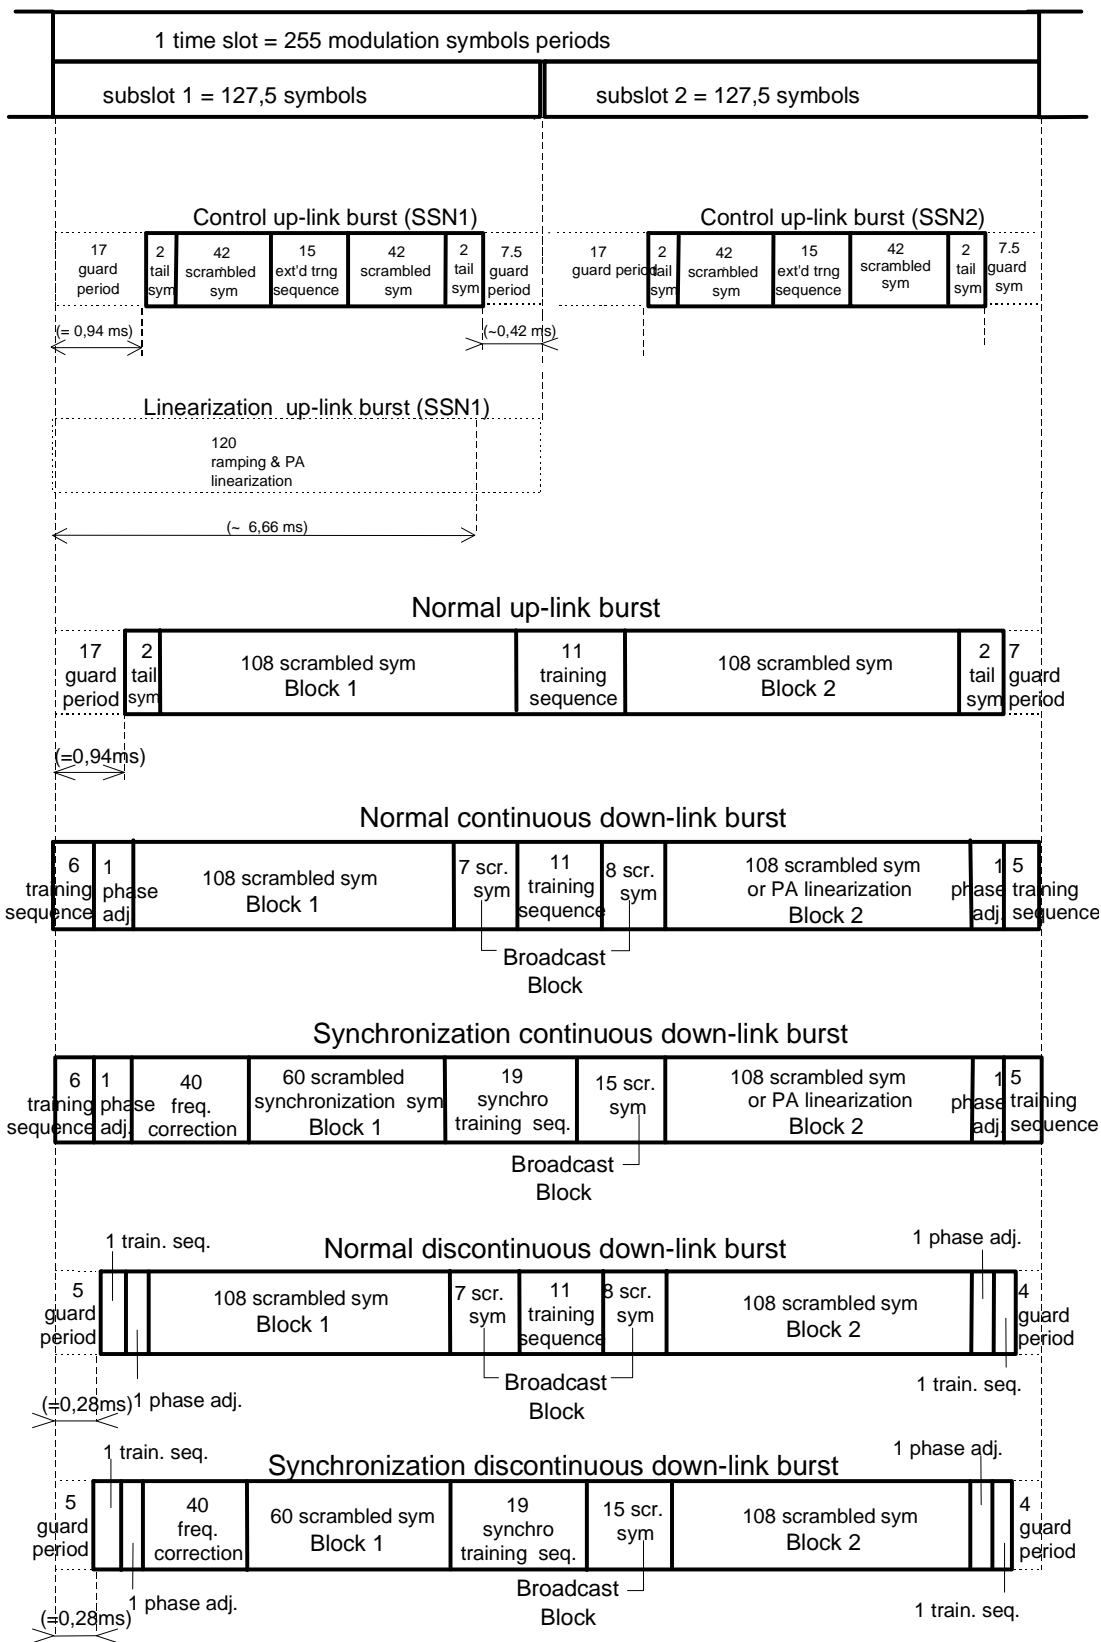 1 time slot = 255 modulation symbols periods
subslot 1 = 127,5 symbols
subslot 2 = 127,5 symbols
Control up-link burst (SSN1)
17
guard
period
2
tail
sym
42
scrambled
sym
15
ext'd trng
sequence
42
scrambled
sym
2
tail
sym
7.5
guard
period
(= 0,94 ms)
(~0,42 ms)
Control up-link burst (SSN2)
17
guard period
2
tail
sym
42
scrambled
sym
15
ext'd trng
sequence
42
scrambled
sym
2
tail
sym
7.5
guard
sym
Linearization up-link burst (SSN1)
120
ramping & PA
linearization
(~ 6,66 ms)
Normal up-link burst
17
guard
period
2
tail
sym
108 scrambled sym
Block 1
11
training
sequence
108 scrambled sym
Block 2
2
tail
sym
7
guard
period
(=0,94ms)
Normal continuous down-link burst
6
training
sequence
1
phase
adj.
108 scrambled sym
Block 1
7 scr.
sym
11
training
sequence
8 scr.
sym
108 scrambled sym
or PA linearization
Block 2
1
phase
adj.
5
training
sequence
Broadcast
Block
Synchronization continuous down-link burst
6
training
sequence
1
phase
adj.
40
freq.
correction
60 scrambled
synchronization sym
Block 1
19
synchro
training seq.
15 scr.
sym
108 scrambled sym
or PA linearization
Block 2
1
phase
adj.
5
training
sequence
Broadcast
Block
Normal discontinuous down-link burst
1 train. seq.
1 phase adj.
5
guard
period
108 scrambled sym
Block 1
7 scr.
sym
11
training
sequence
8 scr.
sym
108 scrambled sym
Block 2
4
guard
period
(=0,28ms)
1 phase adj.
Broadcast
Block
1 train. seq.
Synchronization discontinuous down-link burst
1 train. seq.
1 phase adj.
5
guard
period
40
freq.
correction
60 scrambled sym
Block 1
19
synchro
training seq.
15 scr.
sym
108 scrambled sym
Block 2
4
guard
period
(=0,28ms)
1 phase adj.
Broadcast
Block
1 train. seq.